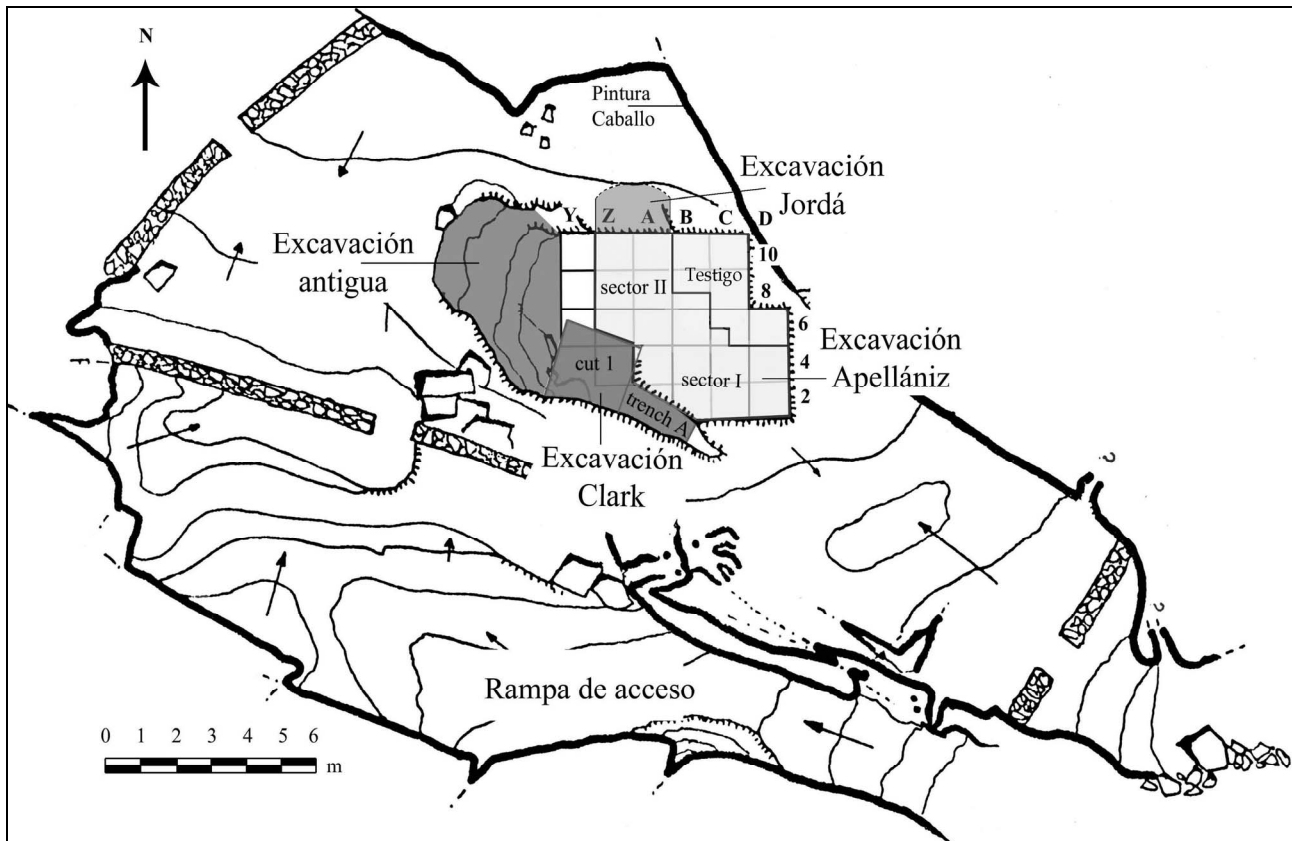 N
Pintura
Caballo
Excavación
Jordá
Y Z A B C D
Excavación
antigua
10
sector II
Testigo
8
6
Excavación
Apellániz
cut 1
4
sector I
2
trench A
Excavación
Clark
?
?
Rampa de acceso
0 1 2 3 4 5 6
m